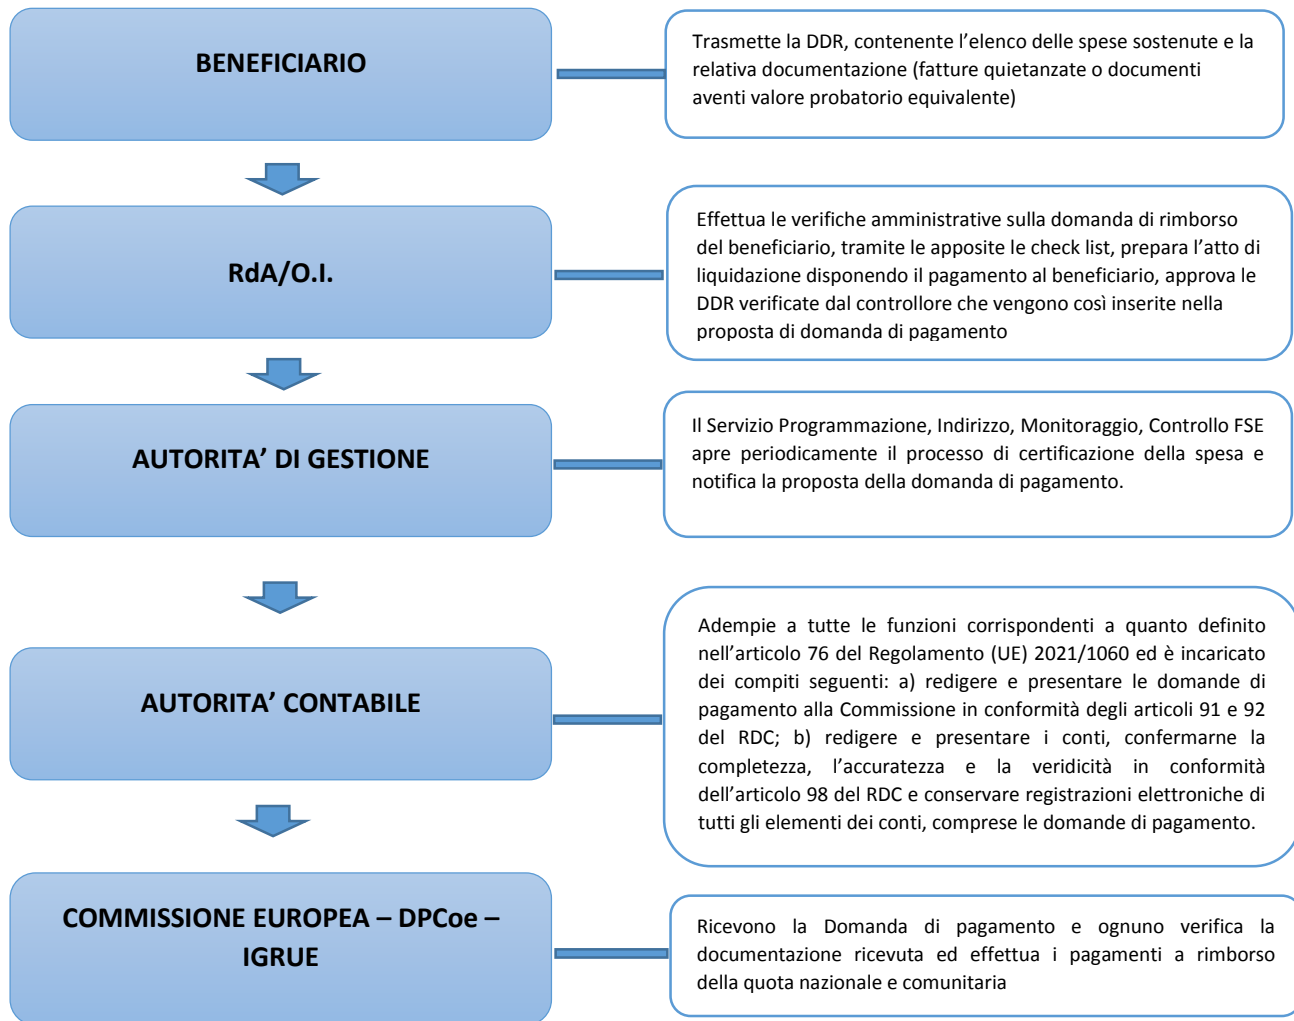 BENEFICIARIO
Trasmette la DDR, contenente l’elenco delle spese sostenute e la
relativa documentazione (fatture quietanzate o documenti
aventi valore probatorio equivalente)
RdA/O.I.
Effettua le verifiche amministrative sulla domanda di rimborso
del beneficiario, tramite le apposite le check list, prepara l’atto di
liquidazione disponendo il pagamento al beneficiario, approva le
DDR verificate dal controllore che vengono così inserite nella
proposta di domanda di pagamento
AUTORITA’ DI GESTIONE
Il Servizio Programmazione, Indirizzo, Monitoraggio, Controllo FSE
apre periodicamente il processo di certificazione della spesa e
notifica la proposta della domanda di pagamento.
AUTORITA’ CONTABILE
Adempie a tutte le funzioni corrispondenti a quanto definito
nell’articolo 76 del Regolamento (UE) 2021/1060 ed è incaricato
dei compiti seguenti: a) redigere e presentare le domande di
pagamento alla Commissione in conformità degli articoli 91 e 92
del RDC; b) redigere e presentare i conti, confermarne la
completezza, l’accuratezza e la veridicità in conformità
dell’articolo 98 del RDC e conservare registrazioni elettroniche di
tutti gli elementi dei conti, comprese le domande di pagamento.
COMMISSIONE EUROPEA – DPCoe –
IGRUE
Ricevono la Domanda di pagamento e ognuno verifica la
documentazione ricevuta ed effettua i pagamenti a rimborso
della quota nazionale e comunitaria